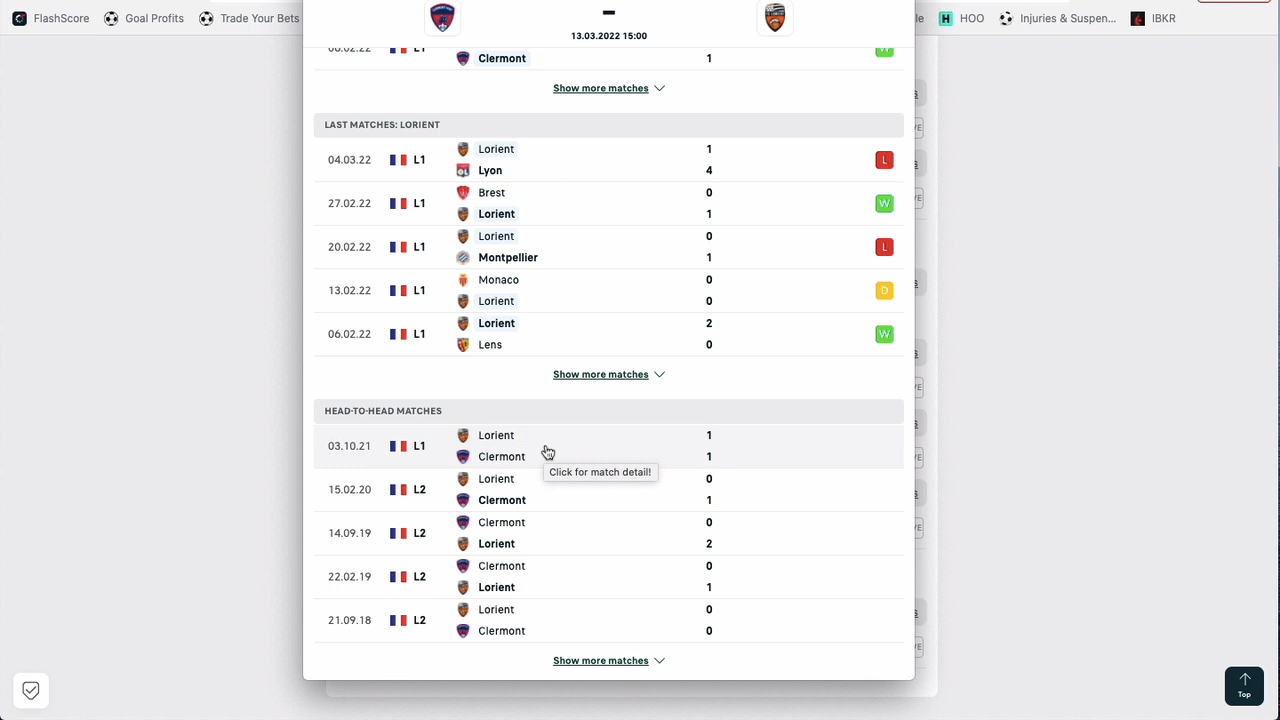 FlashScore Goal Profits Trade Your Bets le HOO Injuries & Suspen... IBKR
–
13.03.2022 15:00
L1
Clermont 1
Show more matches
LAST MATCHES: LORIENT
04.03.22 L1 Lorient 1 L
Lyon 4
27.02.22 L1 Brest 0 W
Lorient 1
20.02.22 L1 Lorient 0 L
Montpellier 1
13.02.22 L1 Monaco 0 D
Lorient 0
06.02.22 L1 Lorient 2 W
Lens 0
Show more matches
HEAD-TO-HEAD MATCHES
03.10.21 L1 Lorient 1
Clermont 1
Click for match detail!
15.02.20 L2 Lorient 0
Clermont 1
14.09.19 L2 Clermont 0
Lorient 2
22.02.19 L2 Clermont 0
Lorient 1
21.09.18 L2 Lorient 0
Clermont 0
Show more matches
Top